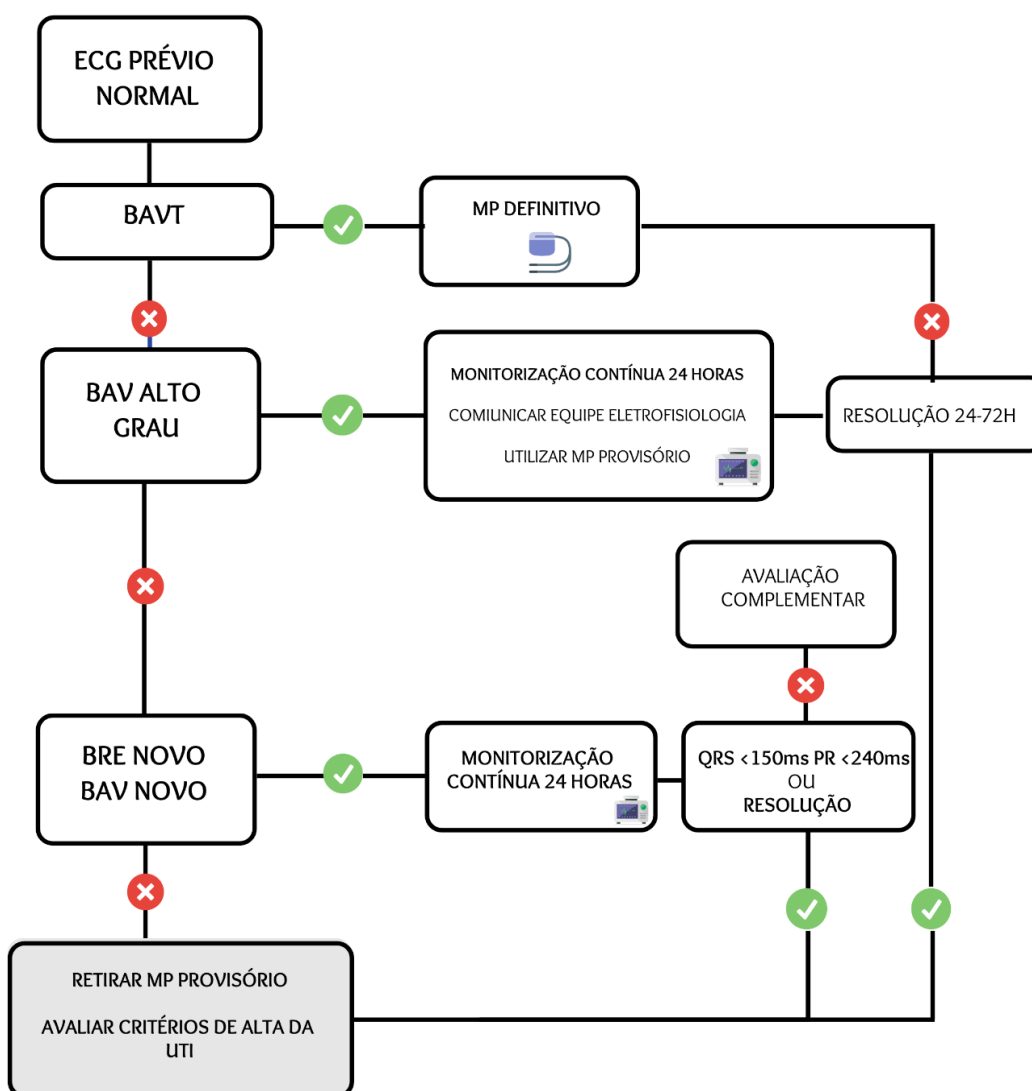 ECG PRÉVIO
NORMAL
BAVT
MP DEFINITIVO
BAV ALTO
GRAU
MONITORIZAÇÃO CONTÍNUA 24 HORAS
COMIUNICAR EQUIPE ELETROFISIOLOGIA
UTILIZAR MP PROVISÓRIO
RESOLUÇÃO 24-72H
AVALIAÇÃO
COMPLEMENTAR
BRE NOVO
BAV NOVO
MONITORIZAÇÃO
CONTÍNUA 24 HORAS
QRS <150ms PR <240ms
OU
RESOLUÇÃO
RETIRAR MP PROVISÓRIO
AVALIAR CRITÉRIOS DE ALTA DA
UTI